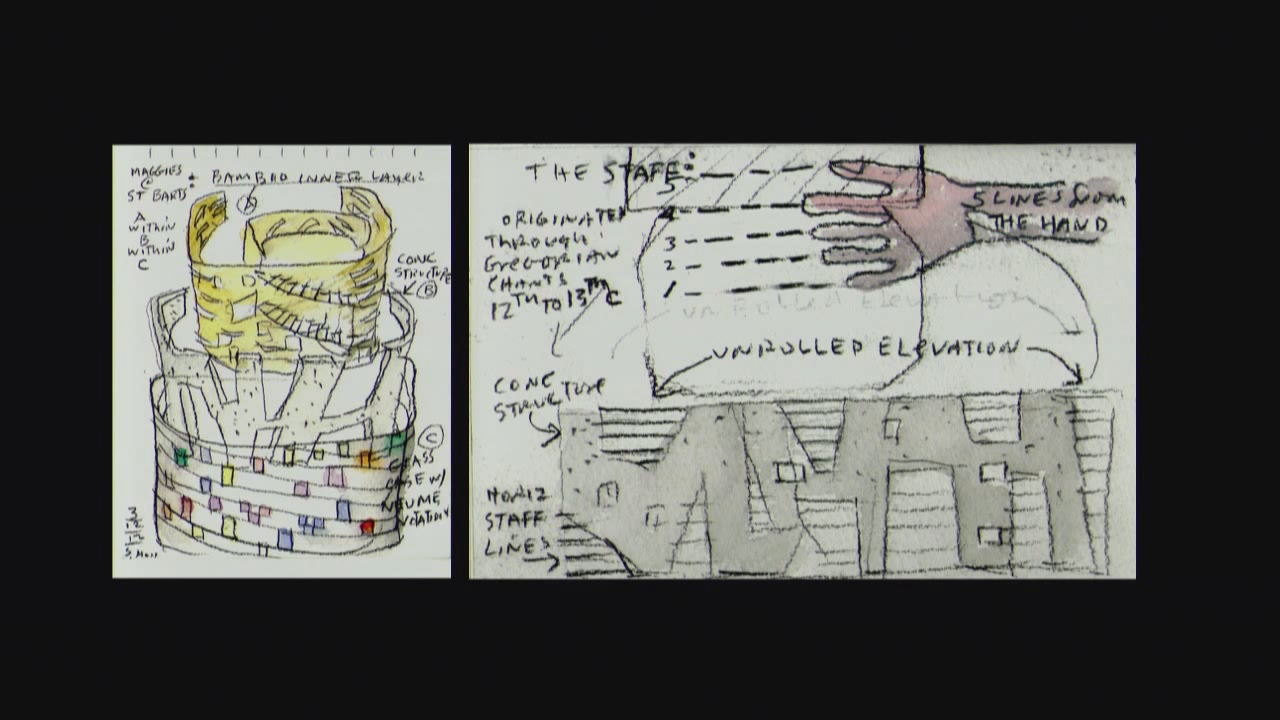 MAGGIES
@
ST BARTS :
BAMBOO INNER LAYER
A
A
WITHIN
B
WITHIN
C
CONC
STRUCTURE
B
C
GLASS
CASE W/
NEUME
NOTATION
THE STAFF:
5
4
3
2
1
5 LINES from
THE HAND
ORIGINATED
THROUGH
GREGORIAN
CHANTS
12TH TO 13TH C
UNROLLED ELEVATION
UNROLLED ELEVATION
CONC
STRUCTURE
HORIZ
STAFF
LINES